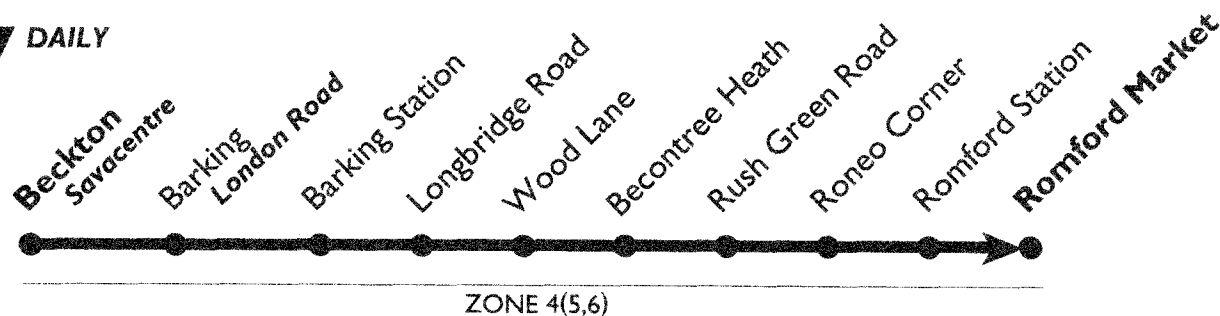 DAILY
Beckton
Savacentre
Barking
London Road
Barking Station
Longbridge Road
Wood Lane
Becontree Heath
Rush Green Road
Roneo Corner
Romford Station
Romford Market
ZONE 4(5,6)